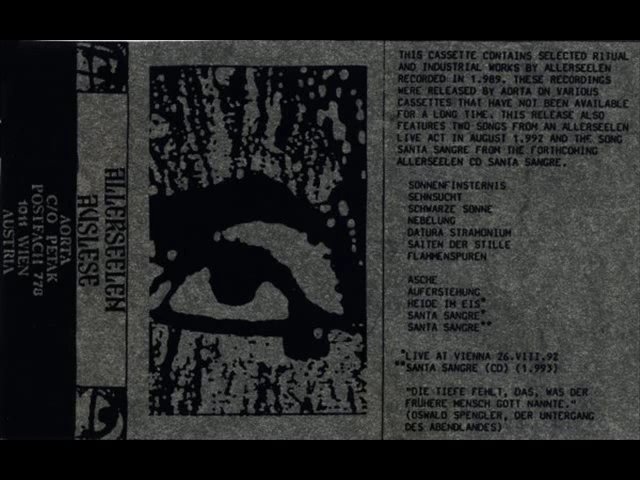 AORTA
C/O PETAK
POSTFACH 778
1011 WIEN
AUSTRIA
ALLERSEELEN
AUSLESE
THIS CASSETTE CONTAINS SELECTED RITUAL
AND INDUSTRIAL WORKS BY ALLERSEELEN
RECORDED IN 1.989. THESE RECORDINGS
WERE RELEASED BY AORTA ON VARIOUS
CASSETTES THAT HAVE NOT BEEN AVAILABLE
FOR A LONG TIME. THIS RELEASE ALSO
FEATURES TWO SONGS FROM AN ALLERSEELEN
LIVE ACT IN AUGUST 1.992 AND THE SONG
SANTA SANGRE FROM THE FORTHCOMING
ALLERSEELEN CD SANTA SANGRE.
SONNENFINSTERNIS
SEHNSUCHT
SCHWARZE SONNE
NEBELUNG
DATURA STRAMONIUM
SAITEN DER STILLE
FLAMMENSPUREN
ASCHE
AUFERSTEHUNG
HEIDE IM EIS*
SANTA SANGRE*
SANTA SANGRE**
*LIVE AT VIENNA 26.VIII.92
**SANTA SANGRE (CD) (1.993)
"DIE TIEFE FEHLT, DAS, WAS DER
FRÜHERE MENSCH GOTT NANNTE."
(OSWALD SPENGLER, DER UNTERGANG
DES ABENDLANDES)